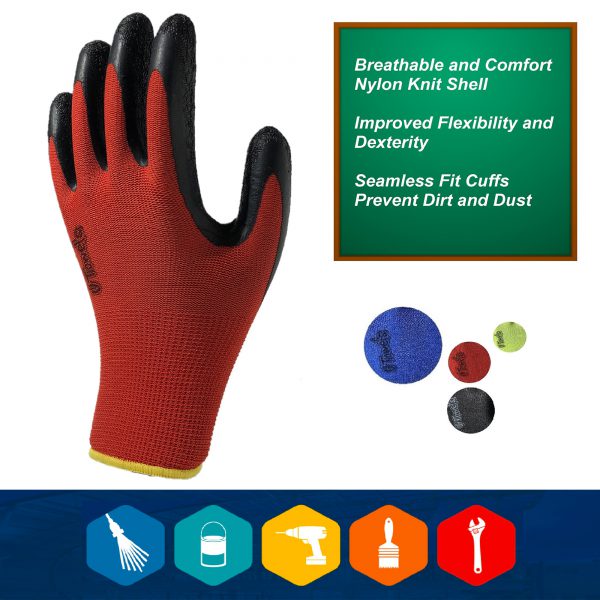 Breathable and Comfort
Nylon Knit Shell
Improved Flexibility and
Dexterity
Seamless Fit Cuffs
Prevent Dirt and Dust